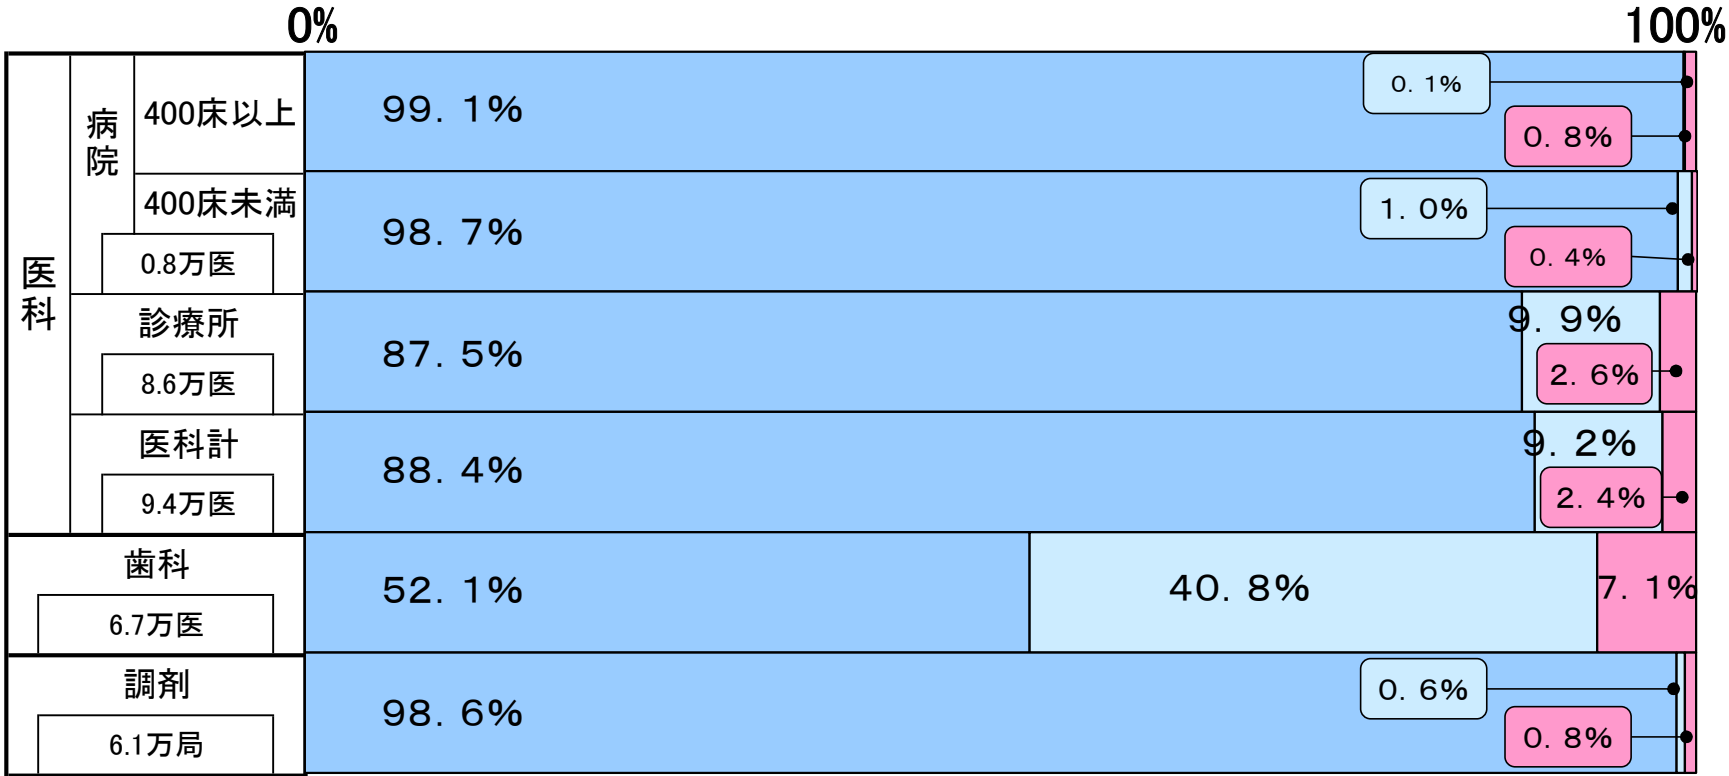 0% 100%
医科
病院
400床以上
99.1%
0.1%
0.8%
400床未満
0.8万医
98.7%
1.0%
0.4%
診療所
8.6万医
87.5%
9.9%
2.6%
医科計
9.4万医
88.4%
9.2%
2.4%
歯科
6.7万医
52.1%
40.8%
7.1%
調剤
6.1万局
98.6%
0.6%
0.8%